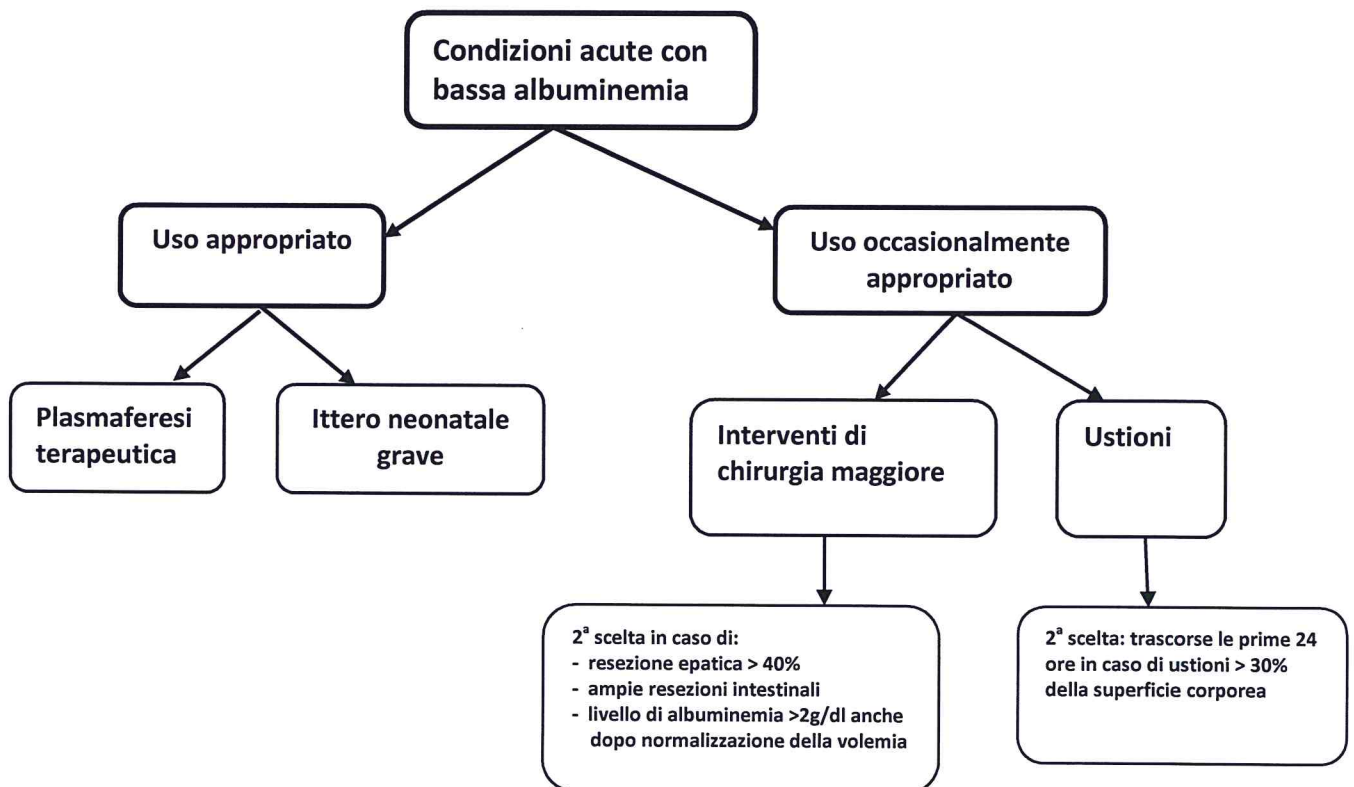 Condizioni acute con
bassa albuminemia
Uso appropriato
Uso occasionalmente
appropriato
Plasmaferesi
terapeutica
Ittero neonatale
grave
Interventi di
chirurgia maggiore
Ustioni
2ª scelta in caso di:
- resezione epatica > 40%
- ampie resezioni intestinali
- livello di albuminemia >2g/dl anche
dopo normalizzazione della volemia
2ª scelta: trascorse le prime 24
ore in caso di ustioni > 30%
della superficie corporea